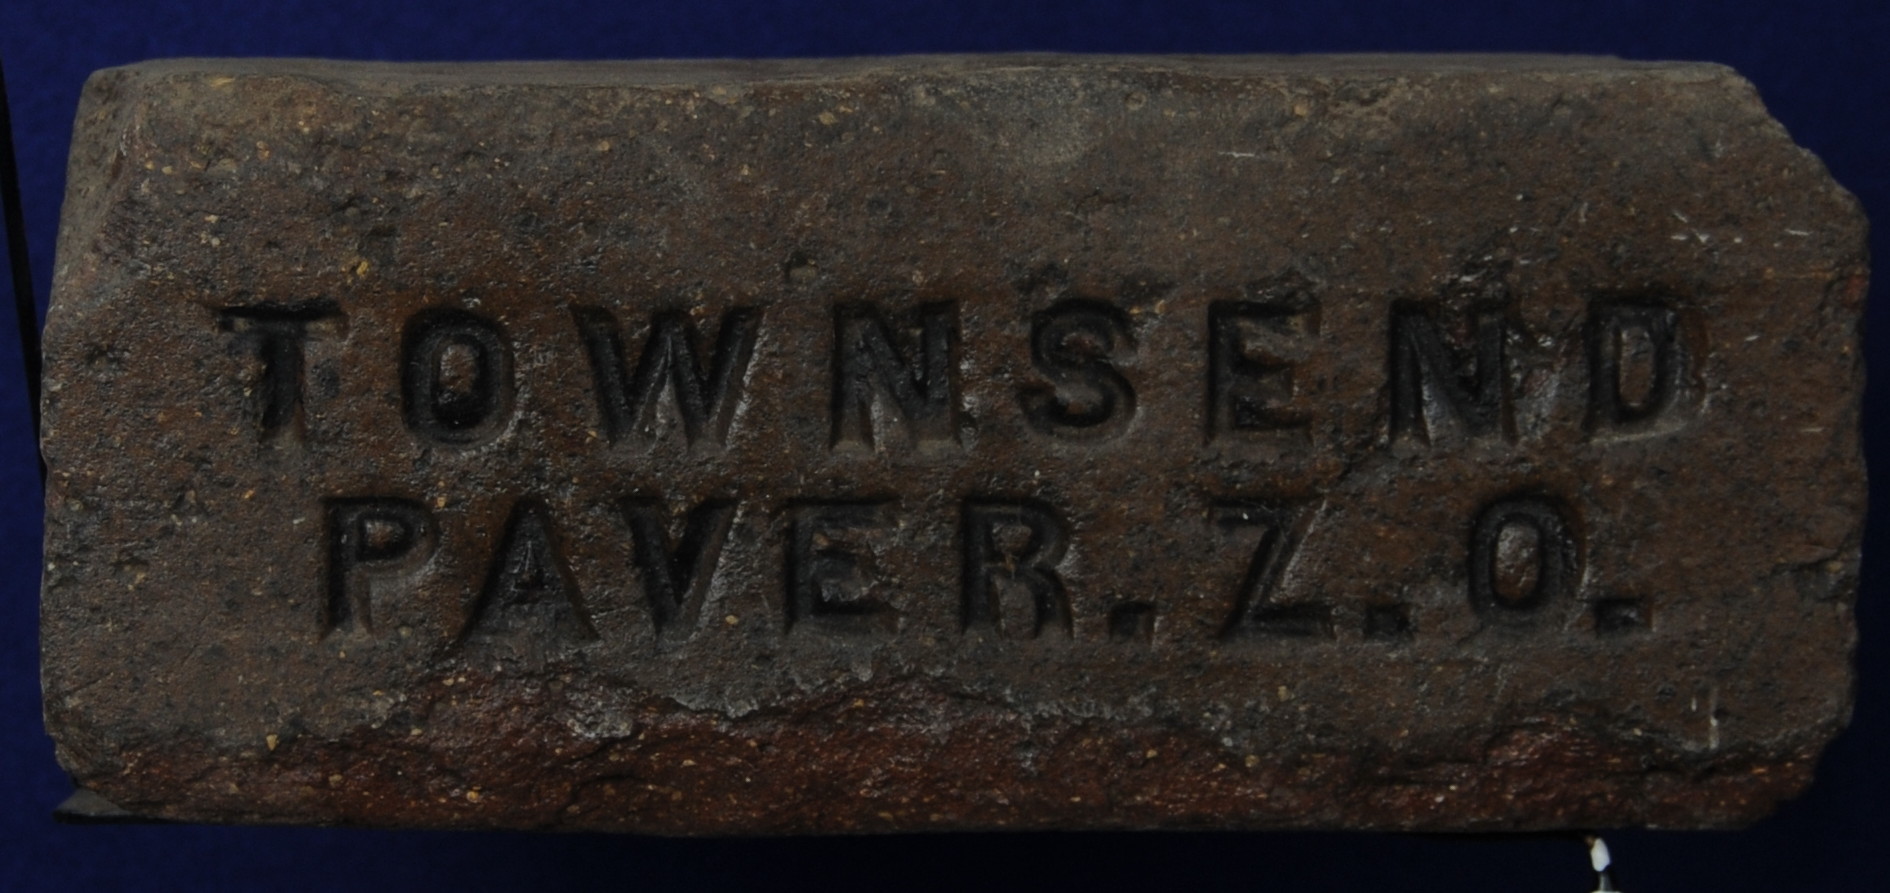 TOWNSEND
PAVER. Z. O.